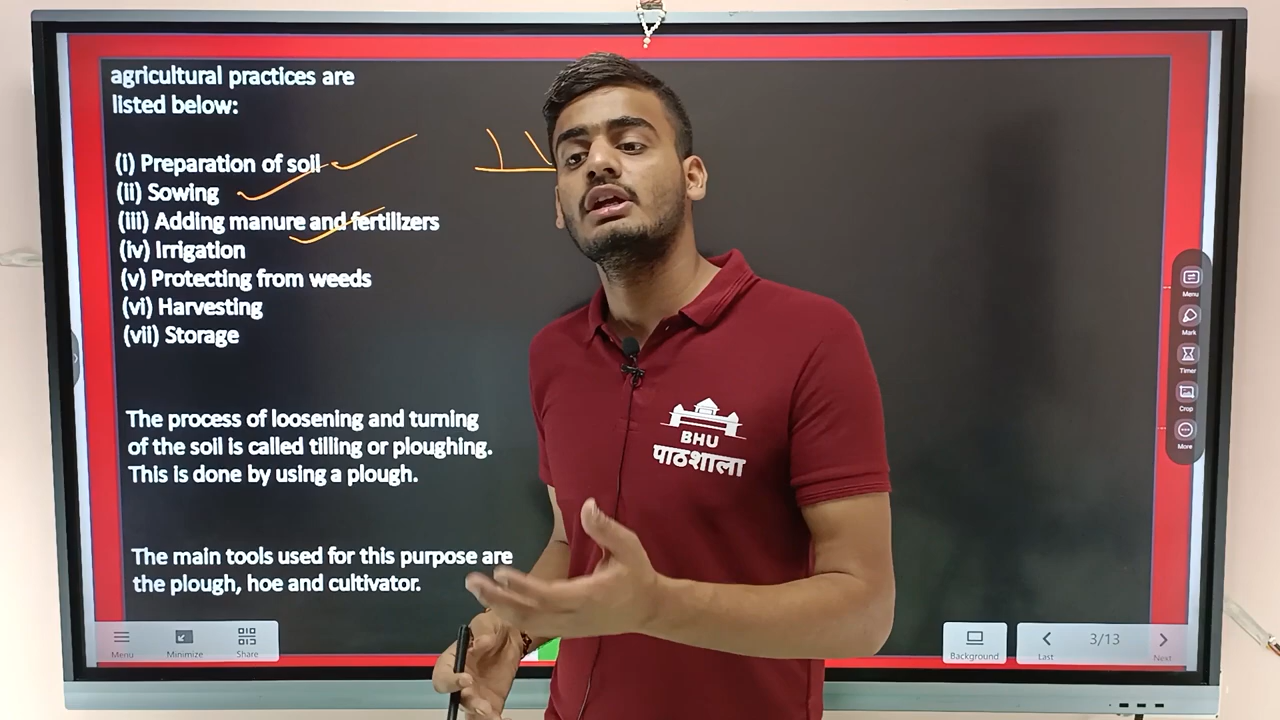 agricultural practices are
listed below:
(i) Preparation of soil
(ii) Sowing
(iii) Adding manure and fertilizers
(iv) Irrigation
(v) Protecting from weeds
(vi) Harvesting
(vii) Storage
The process of loosening and turning
of the soil is called tilling or ploughing.
This is done by using a plough.
The main tools used for this purpose are
the plough, hoe and cultivator.
BHU
पाठशाला
Menu
Mark
Timer
Crop
More
Menu
Minimize
Share
Background
Last
3/13
Next